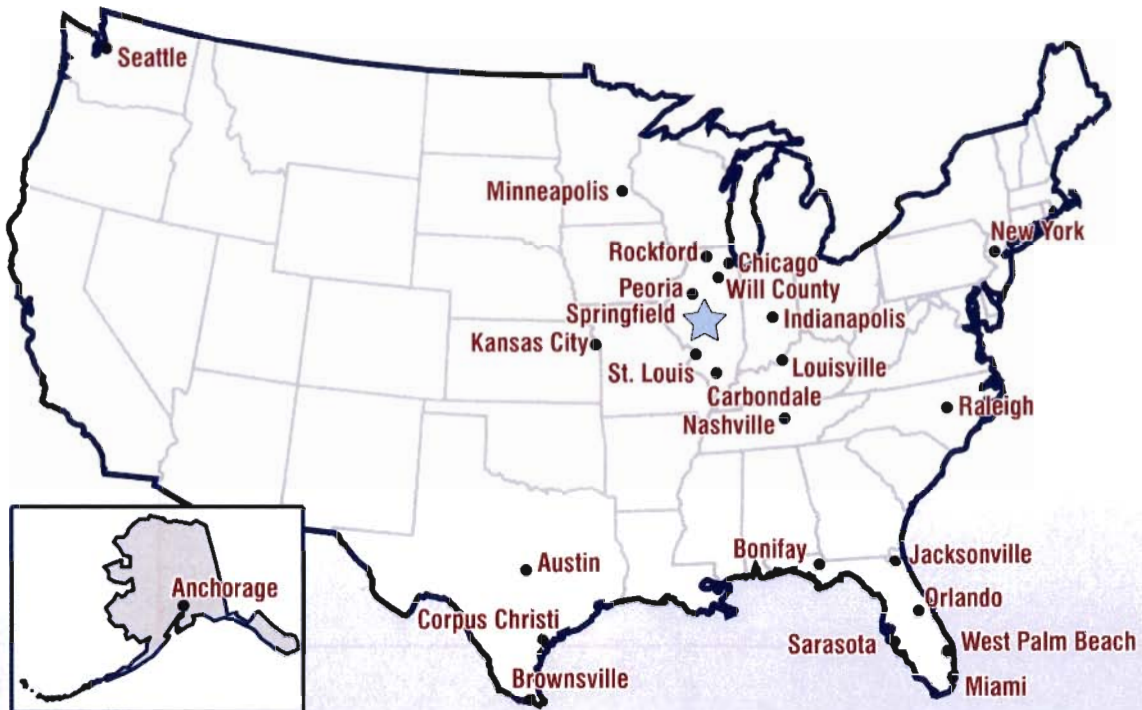 Seattle
Minneapolis
New York
Rockford
Chicago
Peoria
Will County
Springfield
Indianapolis
Kansas City
St. Louis
Louisville
Carbondale
Raleigh
Nashville
Bonifay
Jacksonville
Austin
Anchorage
Orlando
Corpus Christi
Sarasota
West Palm Beach
Brownsville
Miami